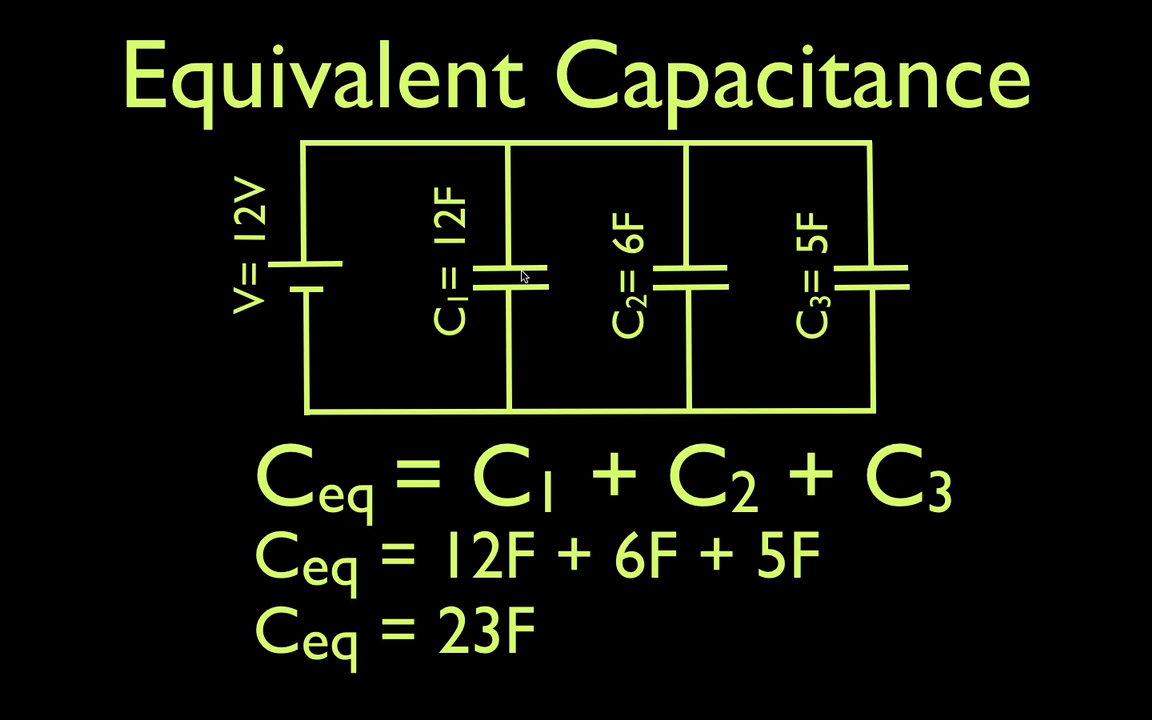 Equivalent Capacitance
V= 12V
C₁= 12F
C₂= 6F
C₃= 5F
Ceq = C₁ + C₂ + C₃
Ceq = 12F + 6F + 5F
Ceq = 23F